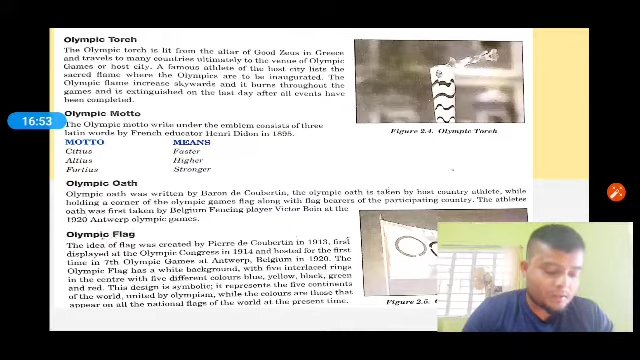 Olympic Torch
The Olympic torch is lit from the altar of Good Zeus in Greece
and travels to many countries ultimately to the venue of Olympic
Games or host city. A famous athlete of the host city lists the
sacred flame where the Olympics are to be inaugurated. The
Olympic flame increase skywards and it burns throughout the
games and is extinguished on the last day after all events have
been completed.
Figure 2.4. Olympic Torch
16:53
Olympic Motto
The Olympic motto write under the emblem consists of three
latin words by French educator Henri Didon in 1895.
MOTTO MEANS
Citius Faster
Altius Higher
Fortius Stronger
Olympic Oath
Olympic oath was written by Baron de Coubertin, the olympic oath is taken by host country athlete, while
holding a corner of the olympic games flag along with flag bearers of the participating country. The athletes
oath was first taken by Belgium Fencing player Victor Boin at the
1920 Antwerp olympic games.
Olympic Flag
The idea of flag was created by Pierre de Coubertin in 1913, first
displayed at the Olympic Congress in 1914 and hosted for the first
time in 7th Olympic Games at Antwerp, Belgium in 1920. The
Olympic Flag has a white background, with five interlaced rings
in the centre with five different colours blue, yellow, black, green
and red. This design is symbolic; it represents the five continents
of the world, united by olympism, while the colours are those that
appear on all the national flags of the world at the present time.
Figure 2.5.